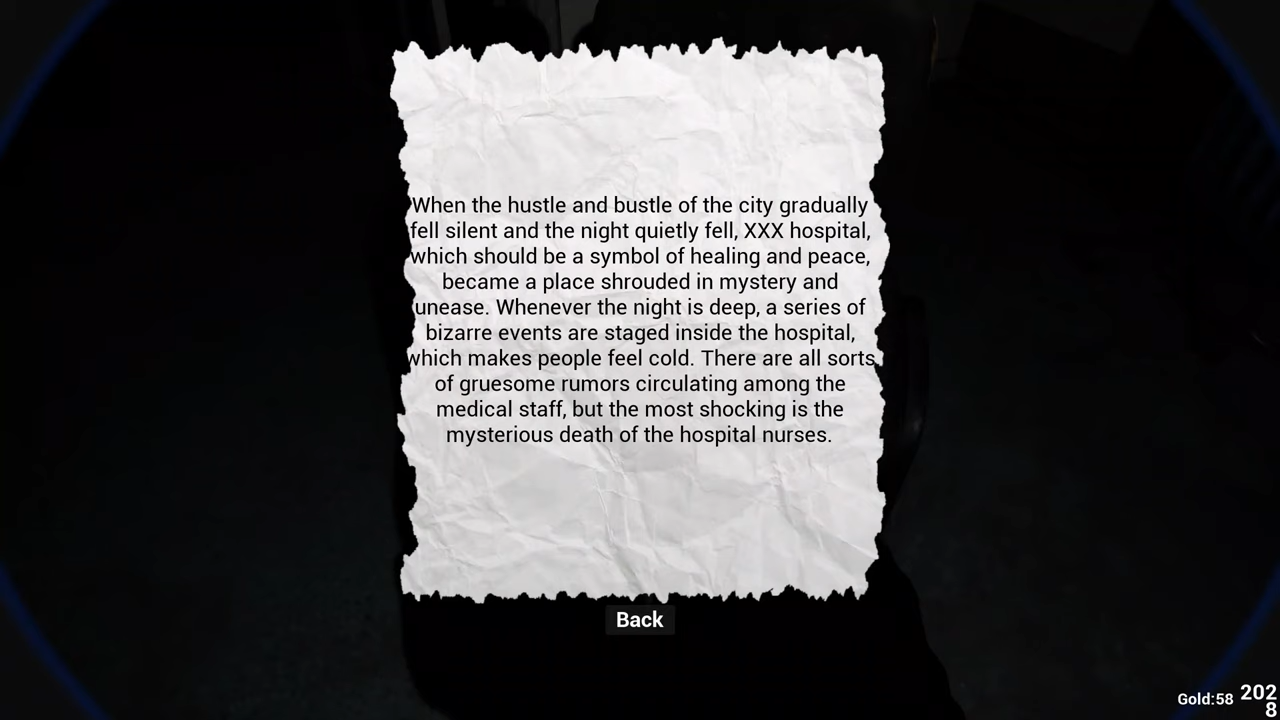 When the hustle and bustle of the city gradually
fell silent and the night quietly fell, XXX hospital,
which should be a symbol of healing and peace,
became a place shrouded in mystery and
unease. Whenever the night is deep, a series of
bizarre events are staged inside the hospital,
which makes people feel cold. There are all sorts
of gruesome rumors circulating among the
medical staff, but the most shocking is the
mysterious death of the hospital nurses.
Back
Gold:58 202
8